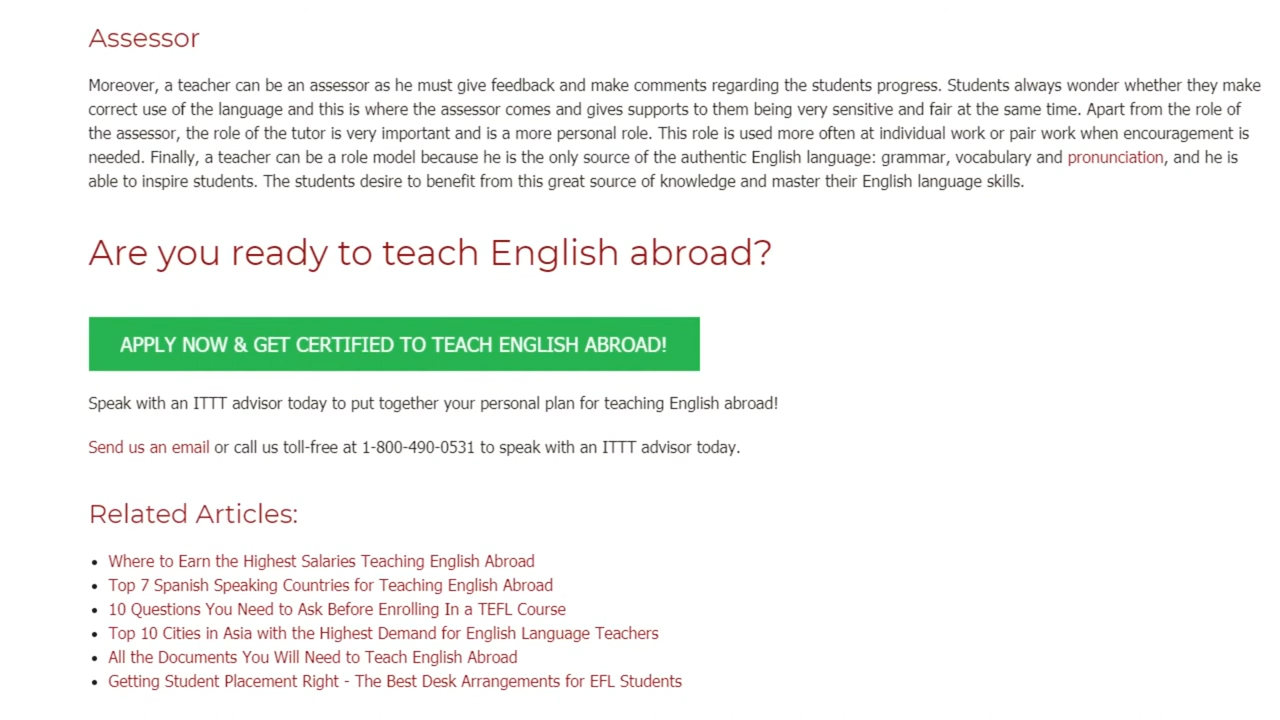 Assessor
Moreover, a teacher can be an assessor as he must give feedback and make comments regarding the students progress. Students always wonder whether they make
correct use of the language and this is where the assessor comes and gives supports to them being very sensitive and fair at the same time. Apart from the role of
the assessor, the role of the tutor is very important and is a more personal role. This role is used more often at individual work or pair work when encouragement is
needed. Finally, a teacher can be a role model because he is the only source of the authentic English language: grammar, vocabulary and pronunciation, and he is
able to inspire students. The students desire to benefit from this great source of knowledge and master their English language skills.
Are you ready to teach English abroad?
APPLY NOW & GET CERTIFIED TO TEACH ENGLISH ABROAD!
Speak with an ITTT advisor today to put together your personal plan for teaching English abroad!
Send us an email or call us toll-free at 1-800-490-0531 to speak with an ITTT advisor today.
Related Articles:
• Where to Earn the Highest Salaries Teaching English Abroad
• Top 7 Spanish Speaking Countries for Teaching English Abroad
• 10 Questions You Need to Ask Before Enrolling In a TEFL Course
• Top 10 Cities in Asia with the Highest Demand for English Language Teachers
• All the Documents You Will Need to Teach English Abroad
• Getting Student Placement Right - The Best Desk Arrangements for EFL Students